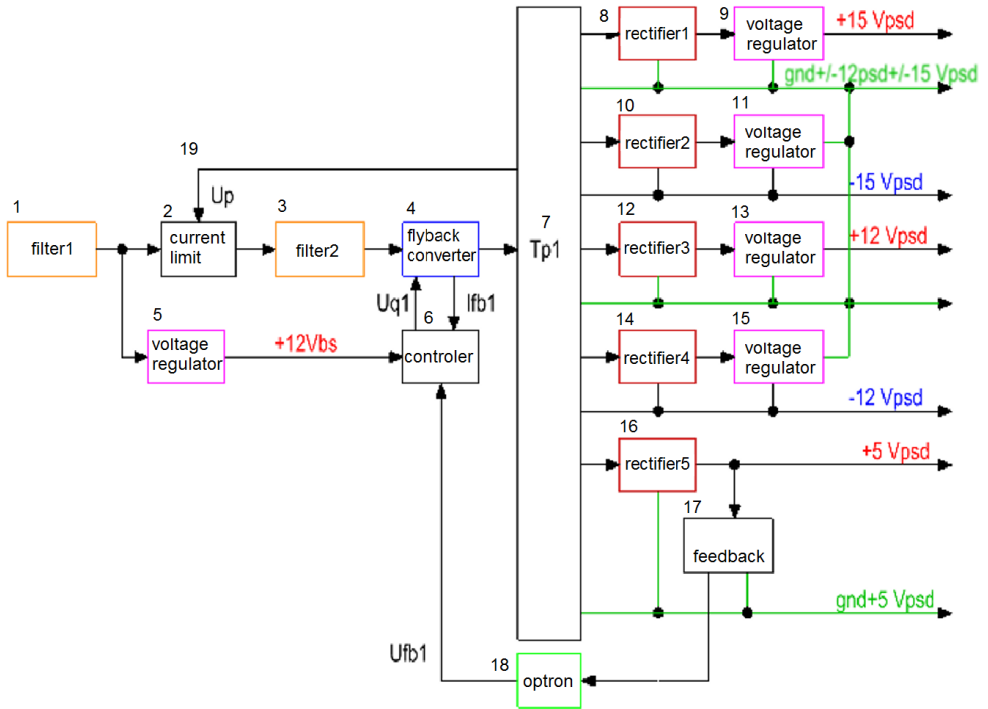 8
rectifier1
9
voltage
regulator
+15 Vpsd
gnd+/-12psd+/-15 Vpsd
10
rectifier2
11
voltage
regulator
-15 Vpsd
19
Up
1
filter1
2
current
limit
3
filter2
4
flyback
converter
7
Tp1
12
rectifier3
13
voltage
regulator
+12 Vpsd
Uq1
Ifb1
5
voltage
regulator
+12Vbs
6
controler
14
rectifier4
15
voltage
regulator
-12 Vpsd
16
rectifier5
+5 Vpsd
17
feedback
gnd+5 Vpsd
Ufb1
18
optron